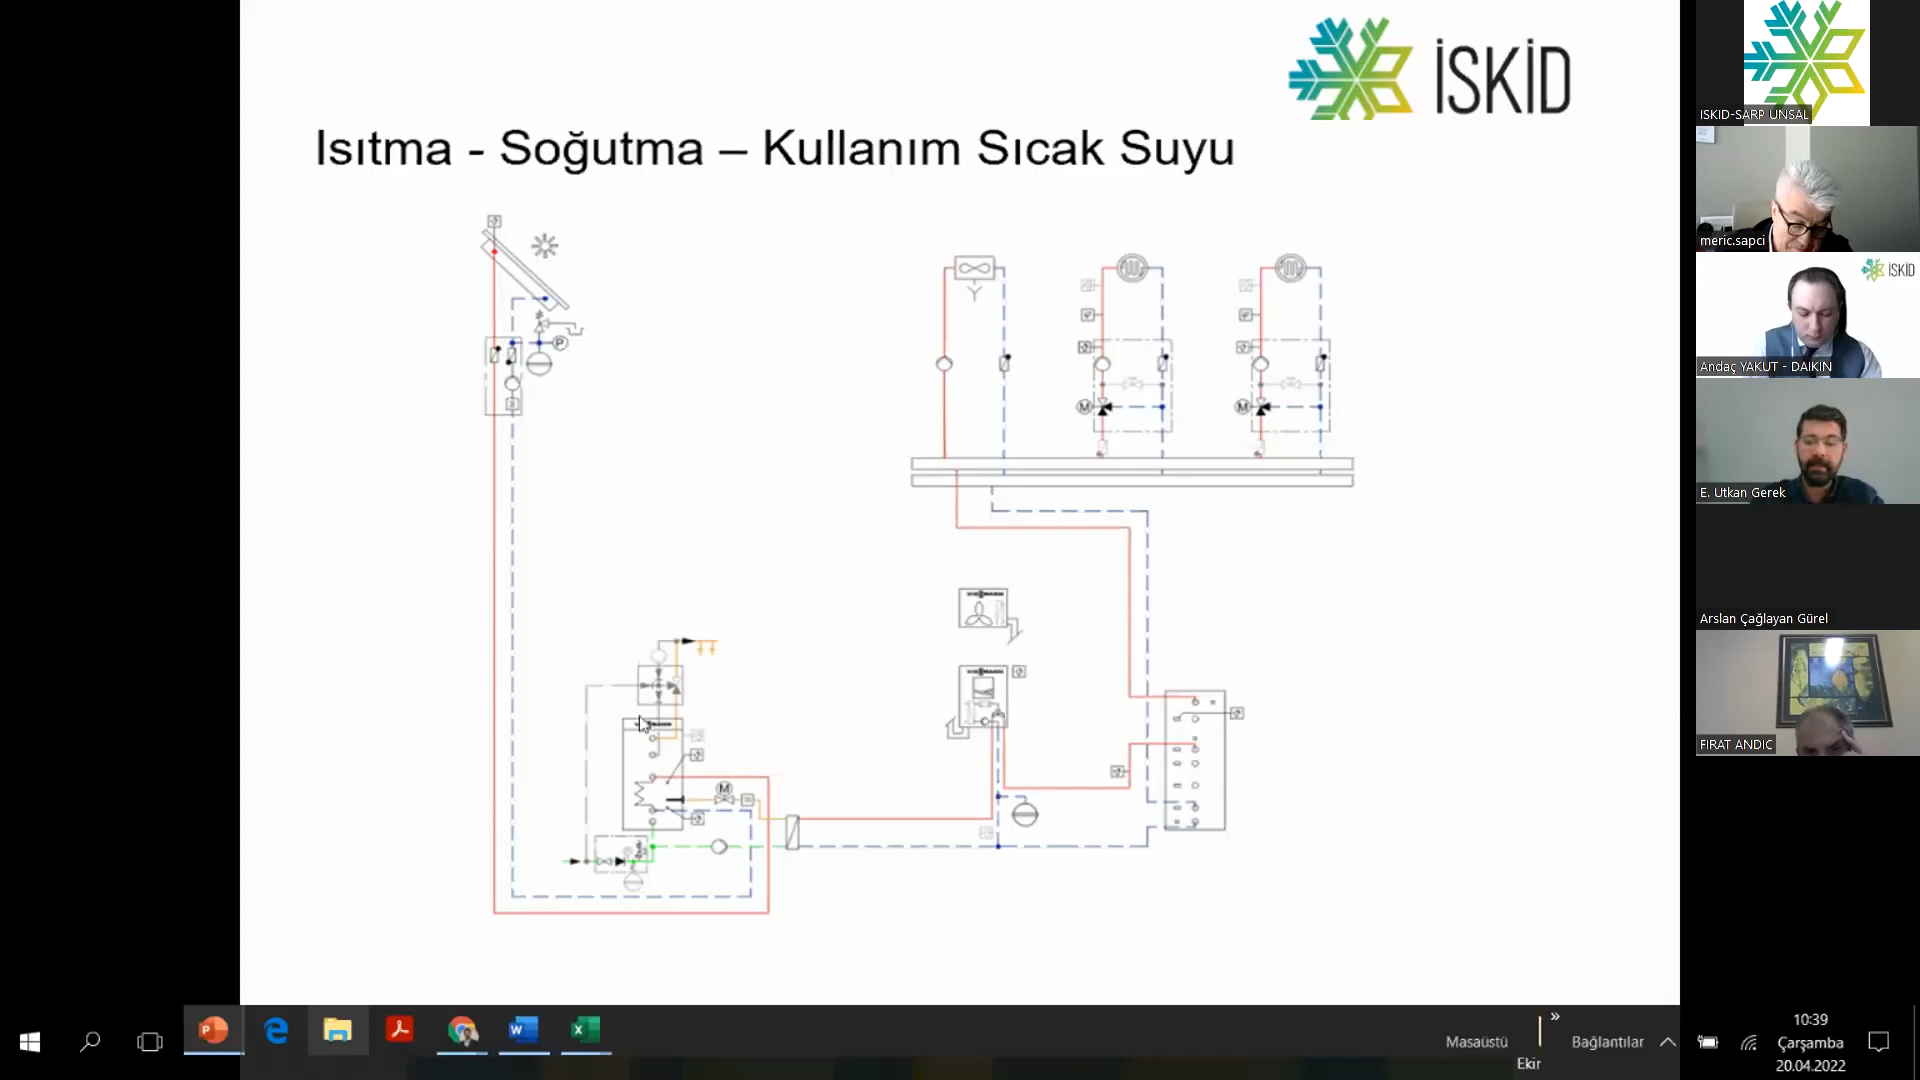 İSKİD
Isıtma - Soğutma – Kullanım Sıcak Suyu
P
M
M
M
ISKID-SARP ÜNSAL
meric.sapci
İSKİD
Andaç YAKUT - DAIKIN
E. Utkan Gerek
Arslan Çağlayan Gürel
FIRAT ANDIC
Masaüstü
»
Ekir
Bağlantılar
10:39
Çarşamba
20.04.2022